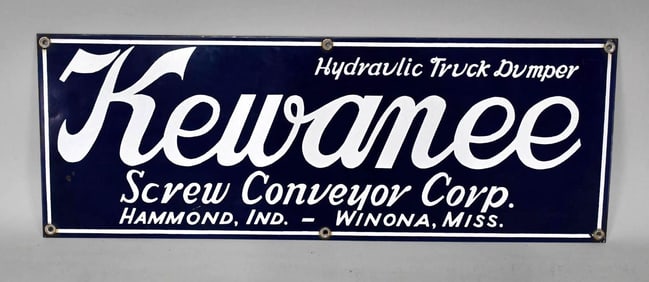 Hydraulic Truck Dumper
Kewanee
Screw Conveyor Corp.
HAMMOND, IND. – WINONA, MISS.